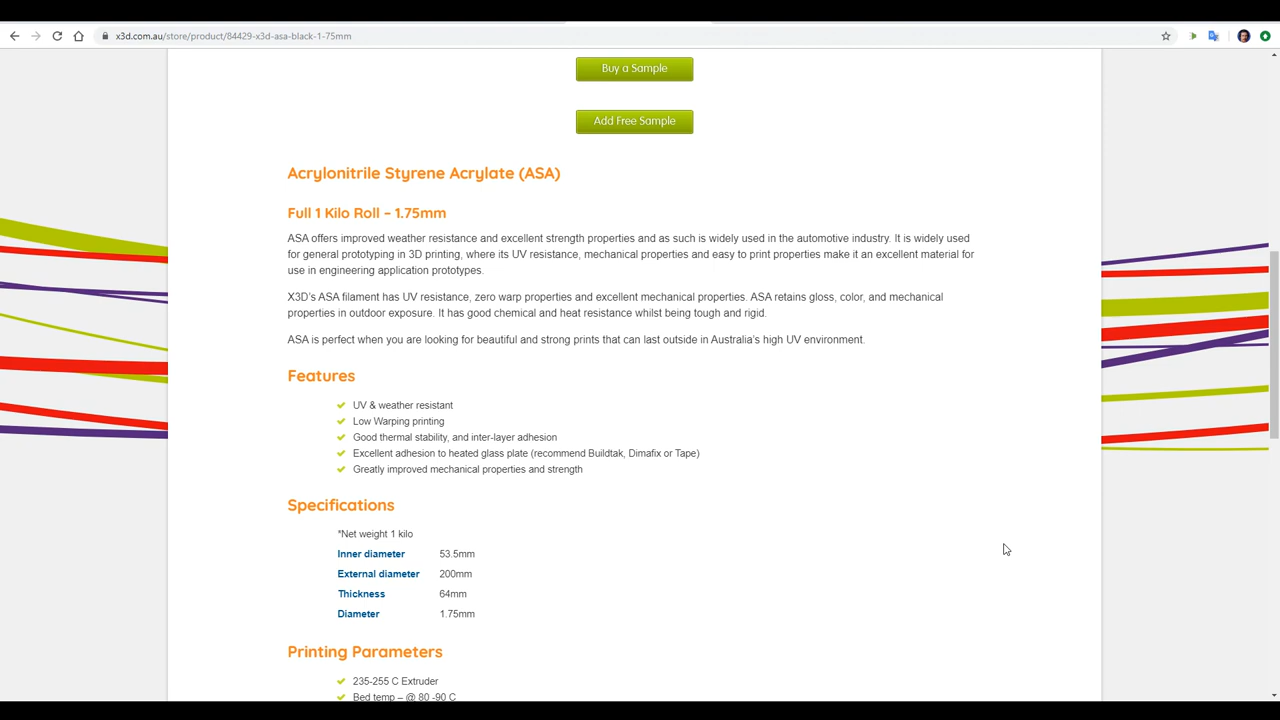 x3d.com.au/store/product/84429-x3d-asa-black-1-75mm
Buy a Sample
Add Free Sample
Acrylonitrile Styrene Acrylate (ASA)
Full 1 Kilo Roll – 1.75mm
ASA offers improved weather resistance and excellent strength properties and as such is widely used in the automotive industry. It is widely used
for general prototyping in 3D printing, where its UV resistance, mechanical properties and easy to print properties make it an excellent material for
use in engineering application prototypes.
X3D's ASA filament has UV resistance, zero warp properties and excellent mechanical properties. ASA retains gloss, color, and mechanical
properties in outdoor exposure. It has good chemical and heat resistance whilst being tough and rigid.
ASA is perfect when you are looking for beautiful and strong prints that can last outside in Australia's high UV environment.
Features
UV & weather resistant
Low Warping printing
Good thermal stability, and inter-layer adhesion
Excellent adhesion to heated glass plate (recommend Buildtak, Dimafix or Tape)
Greatly improved mechanical properties and strength
Specifications
*Net weight 1 kilo
Inner diameter 53.5mm
External diameter 200mm
Thickness 64mm
Diameter 1.75mm
Printing Parameters
235-255 C Extruder
Bed temp – @ 80 -90 C